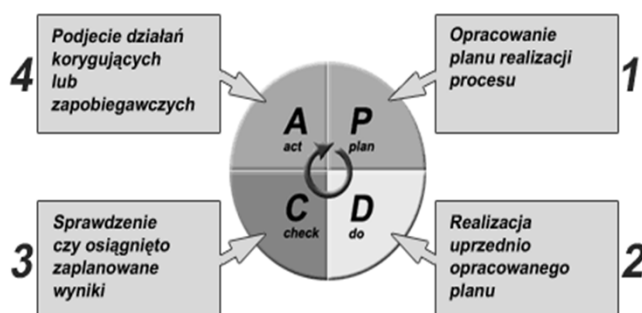 4
Podjecie działań
korygujących
lub
zapobiegawczych
Opracowanie
planu realizacji
procesu
1
A
act
P
plan
C
check
D
do
3
Sprawdzenie
czy osiągnięto
zaplanowane
wyniki
Realizacja
uprzednio
opracowanego
planu
2